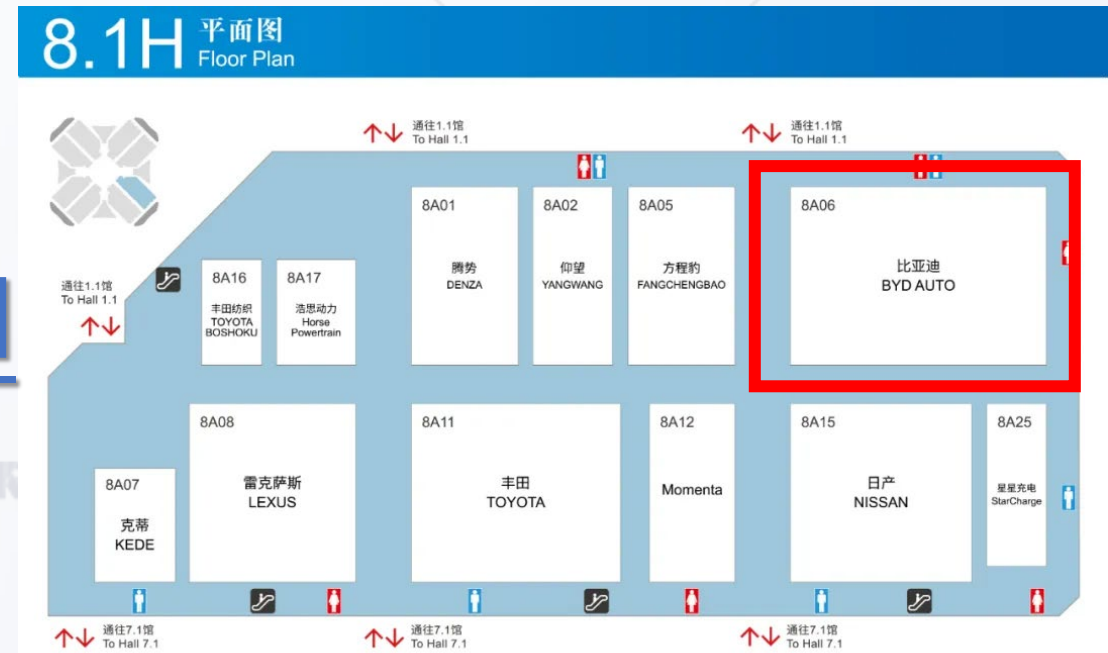 8.1H 平面图
Floor Plan
通往1.1馆
To Hall 1.1
通往1.1馆
To Hall 1.1
8A01
腾势
DENZA
8A02
仰望
YANGWANG
8A05
方程豹
FANGCHENGBAO
8A06
比亚迪
BYD AUTO
通往1.1馆
To Hall 1.1
8A16
丰田纺织
TOYOTA
BOSHOKU
8A17
浩思动力
Horse
Powertrain
8A07
克蒂
KEDE
8A08
雷克萨斯
LEXUS
8A11
丰田
TOYOTA
8A12
Momenta
8A15
日产
NISSAN
8A25
星星充电
StarCharge
通往7.1馆
To Hall 7.1
通往7.1馆
To Hall 7.1
通往7.1馆
To Hall 7.1